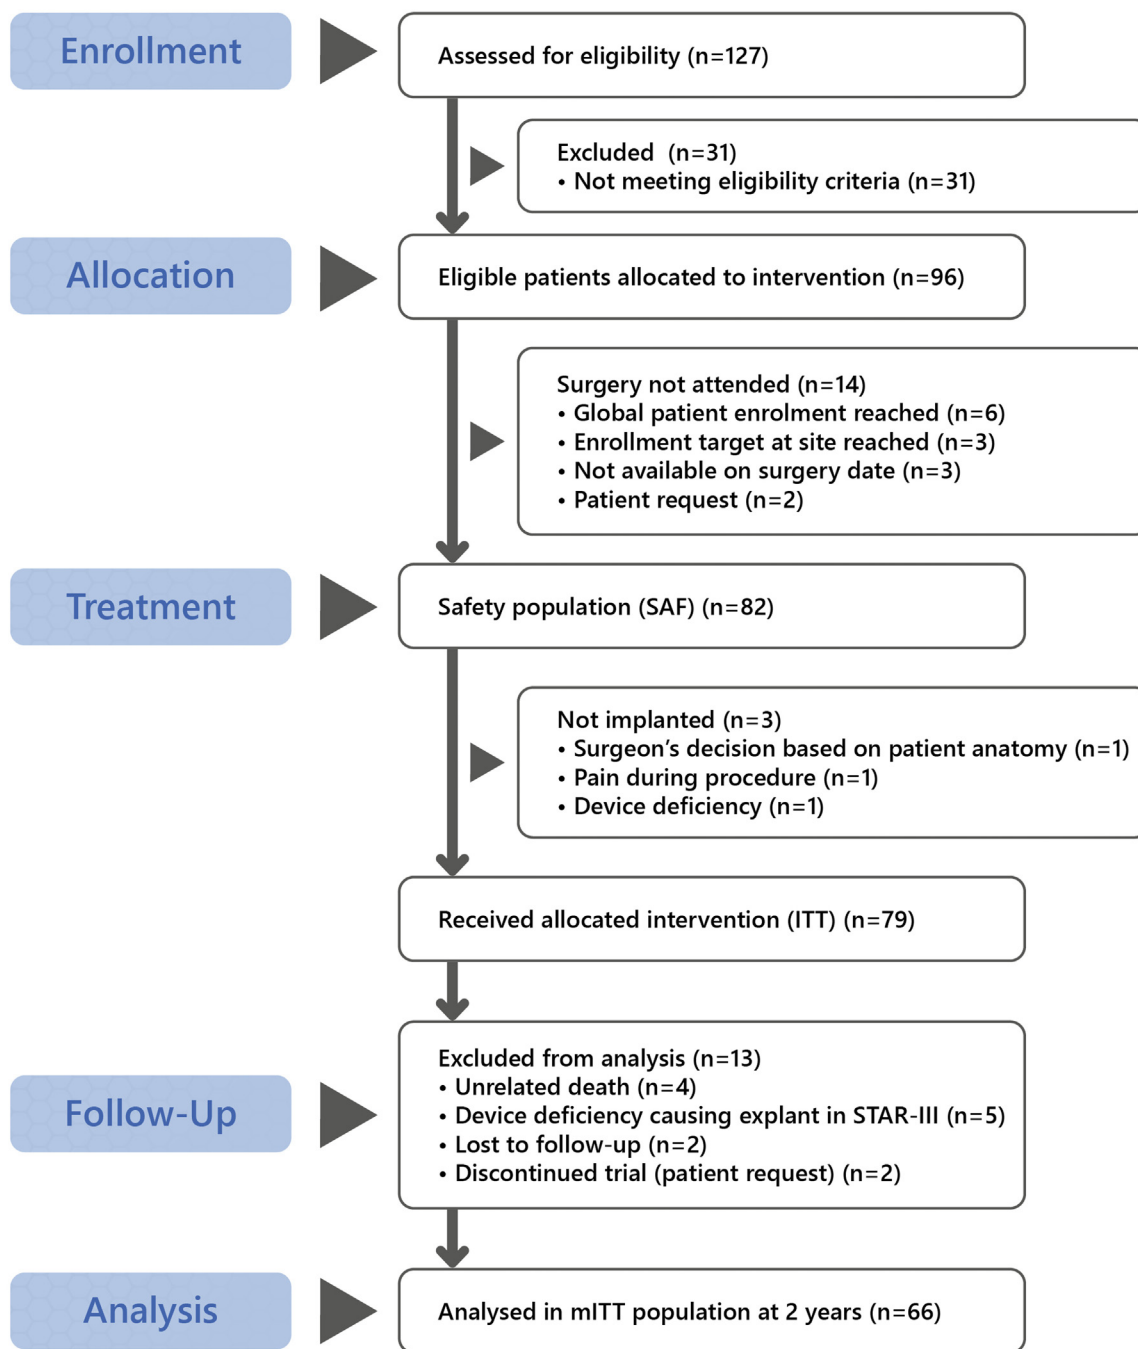 Enrollment
Assessed for eligibility (n=127)
Excluded (n=31)
• Not meeting eligibility criteria (n=31)
Allocation
Eligible patients allocated to intervention (n=96)
Surgery not attended (n=14)
• Global patient enrolment reached (n=6)
• Enrollment target at site reached (n=3)
• Not available on surgery date (n=3)
• Patient request (n=2)
Treatment
Safety population (SAF) (n=82)
Not implanted (n=3)
• Surgeon's decision based on patient anatomy (n=1)
• Pain during procedure (n=1)
• Device deficiency (n=1)
Received allocated intervention (ITT) (n=79)
Follow-Up
Excluded from analysis (n=13)
• Unrelated death (n=4)
• Device deficiency causing explant in STAR-III (n=5)
• Lost to follow-up (n=2)
• Discontinued trial (patient request) (n=2)
Analysis
Analysed in mITT population at 2 years (n=66)